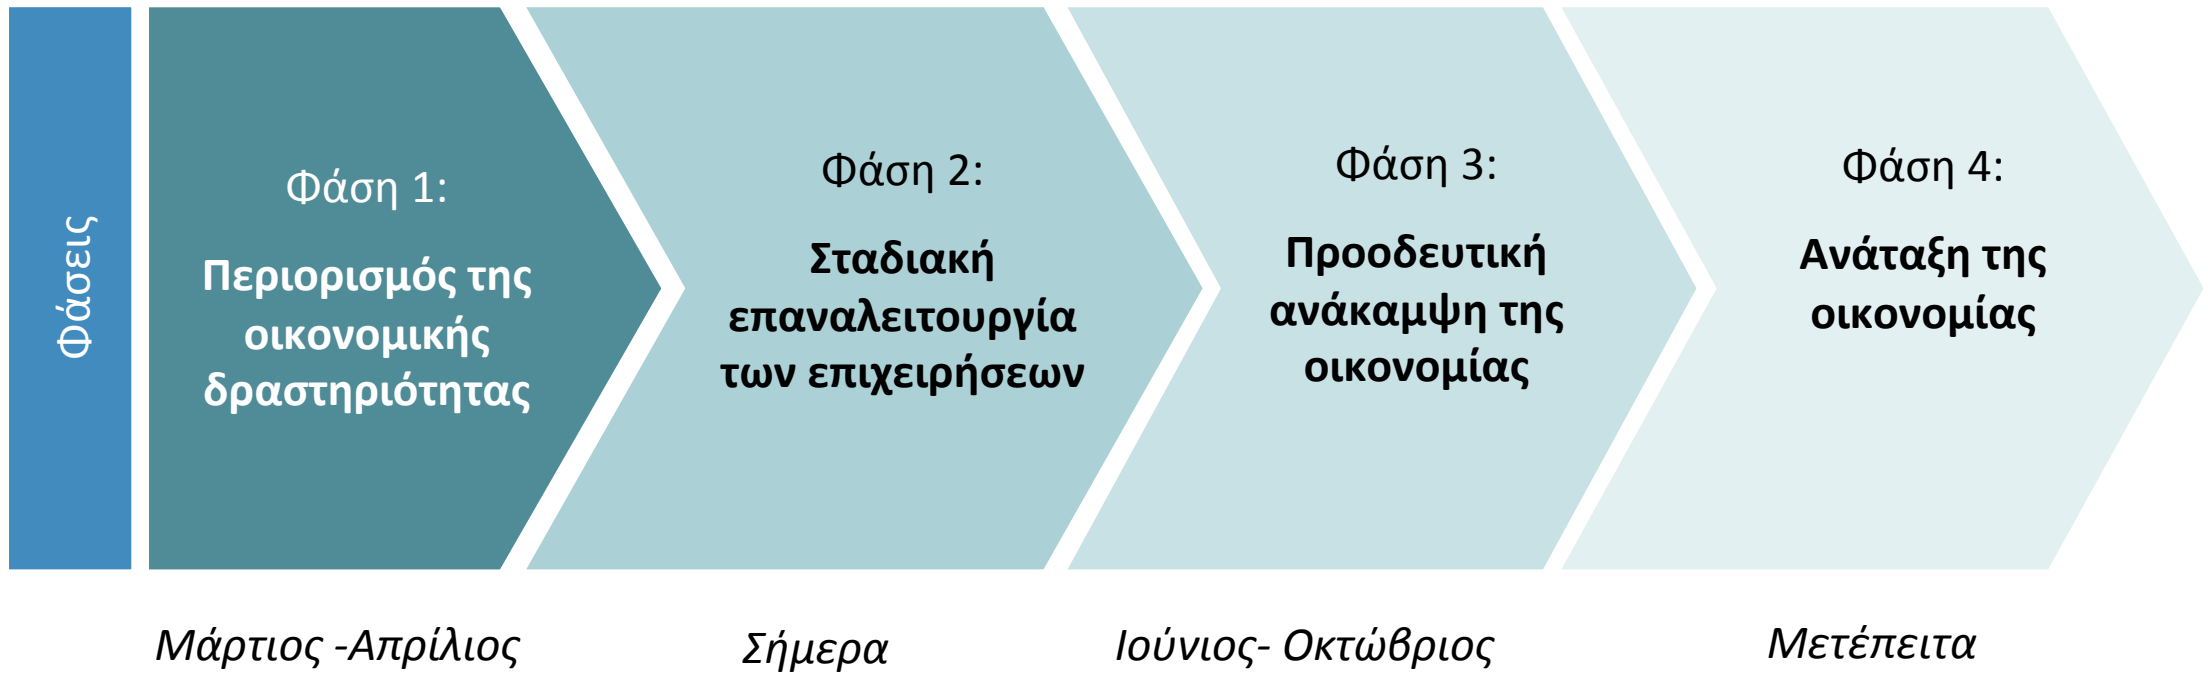 Φάσεις
Φάση 1:
Περιορισμός της
οικονομικής
δραστηριότητας
Φάση 2:
Σταδιακή
επαναλειτουργία
των επιχειρήσεων
Φάση 3:
Προοδευτική
ανάκαμψη της
οικονομίας
Φάση 4:
Ανάταξη της
οικονομίας
Μάρτιος -Απρίλιος
Σήμερα
Ιούνιος- Οκτώβριος
Μετέπειτα